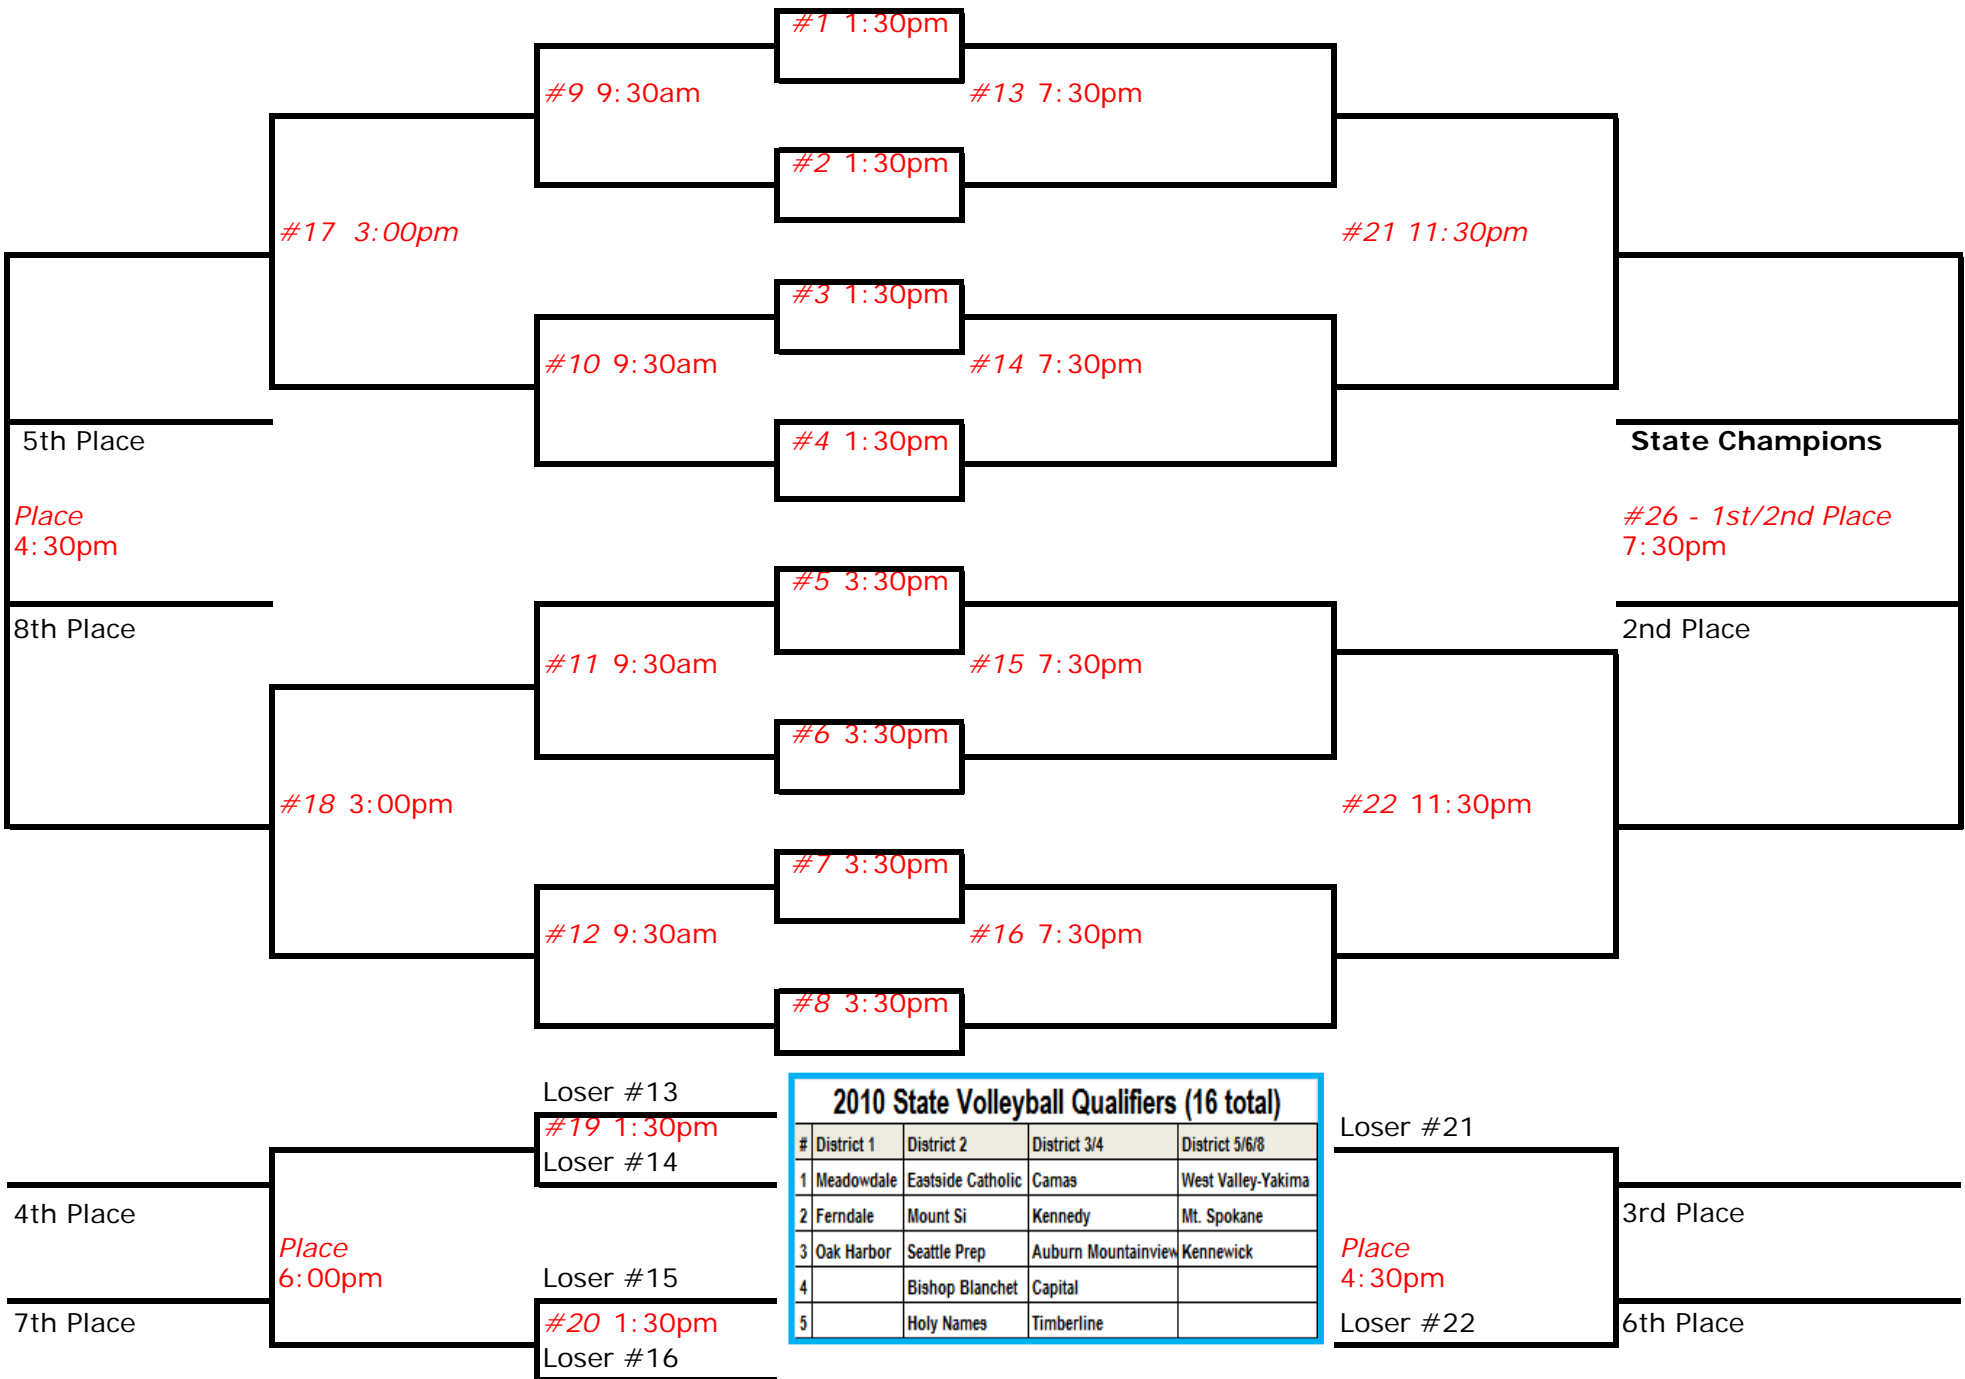 #1 1:30pm
#9 9:30am
#13 7:30pm
#2 1:30pm
#17 3:00pm
#21 11:30pm
#3 1:30pm
#10 9:30am
#14 7:30pm
#4 1:30pm
5th Place
State Champions
Place
4:30pm
#26 - 1st/2nd Place
7:30pm
#5 3:30pm
8th Place
2nd Place
#11 9:30am
#15 7:30pm
#6 3:30pm
#18 3:00pm
#22 11:30pm
#7 3:30pm
#12 9:30am
#16 7:30pm
#8 3:30pm
Loser #13
#19 1:30pm
Loser #14
4th Place
Place
6:00pm
Loser #15
7th Place
#20 1:30pm
Loser #16
2010 State Volleyball Qualifiers (16 total)
# District 1 District 2 District 3/4 District 5/6/8
1 Meadowdale Eastside Catholic Camas West Valley-Yakima
2 Ferndale Mount Si Kennedy Mt. Spokane
3 Oak Harbor Seattle Prep Auburn Mountainview Kennewick
4 Bishop Blanchet Capital
5 Holy Names Timberline
Loser #21
3rd Place
Place
4:30pm
Loser #22
6th Place